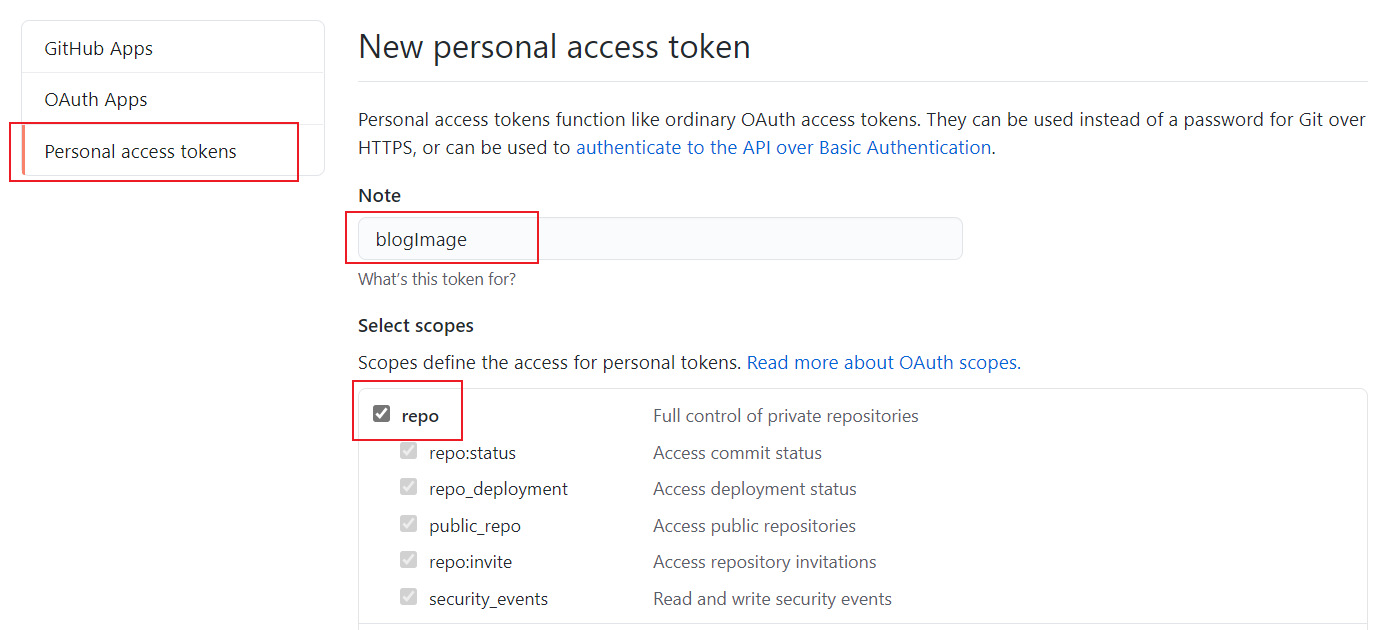 GitHub Apps
OAuth Apps
Personal access tokens
New personal access token
Personal access tokens function like ordinary OAuth access tokens. They can be used instead of a password for Git over
HTTPS, or can be used to authenticate to the API over Basic Authentication.
Note
blogImage
What's this token for?
Select scopes
Scopes define the access for personal tokens. Read more about OAuth scopes.
repo Full control of private repositories
repo:status Access commit status
repo_deployment Access deployment status
public_repo Access public repositories
repo:invite Access repository invitations
security_events Read and write security events